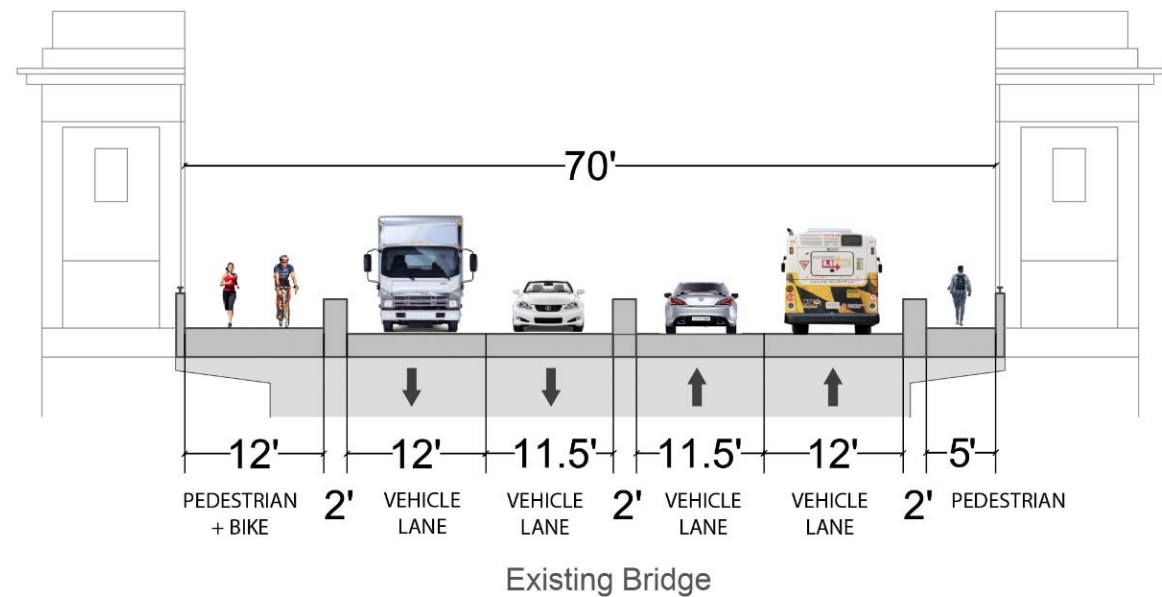 70'
12'
12'
11.5'
11.5'
12'
5'
PEDESTRIAN
+ BIKE
2'
VEHICLE
LANE
VEHICLE
LANE
2'
VEHICLE
LANE
VEHICLE
LANE
2'
PEDESTRIAN
Existing Bridge